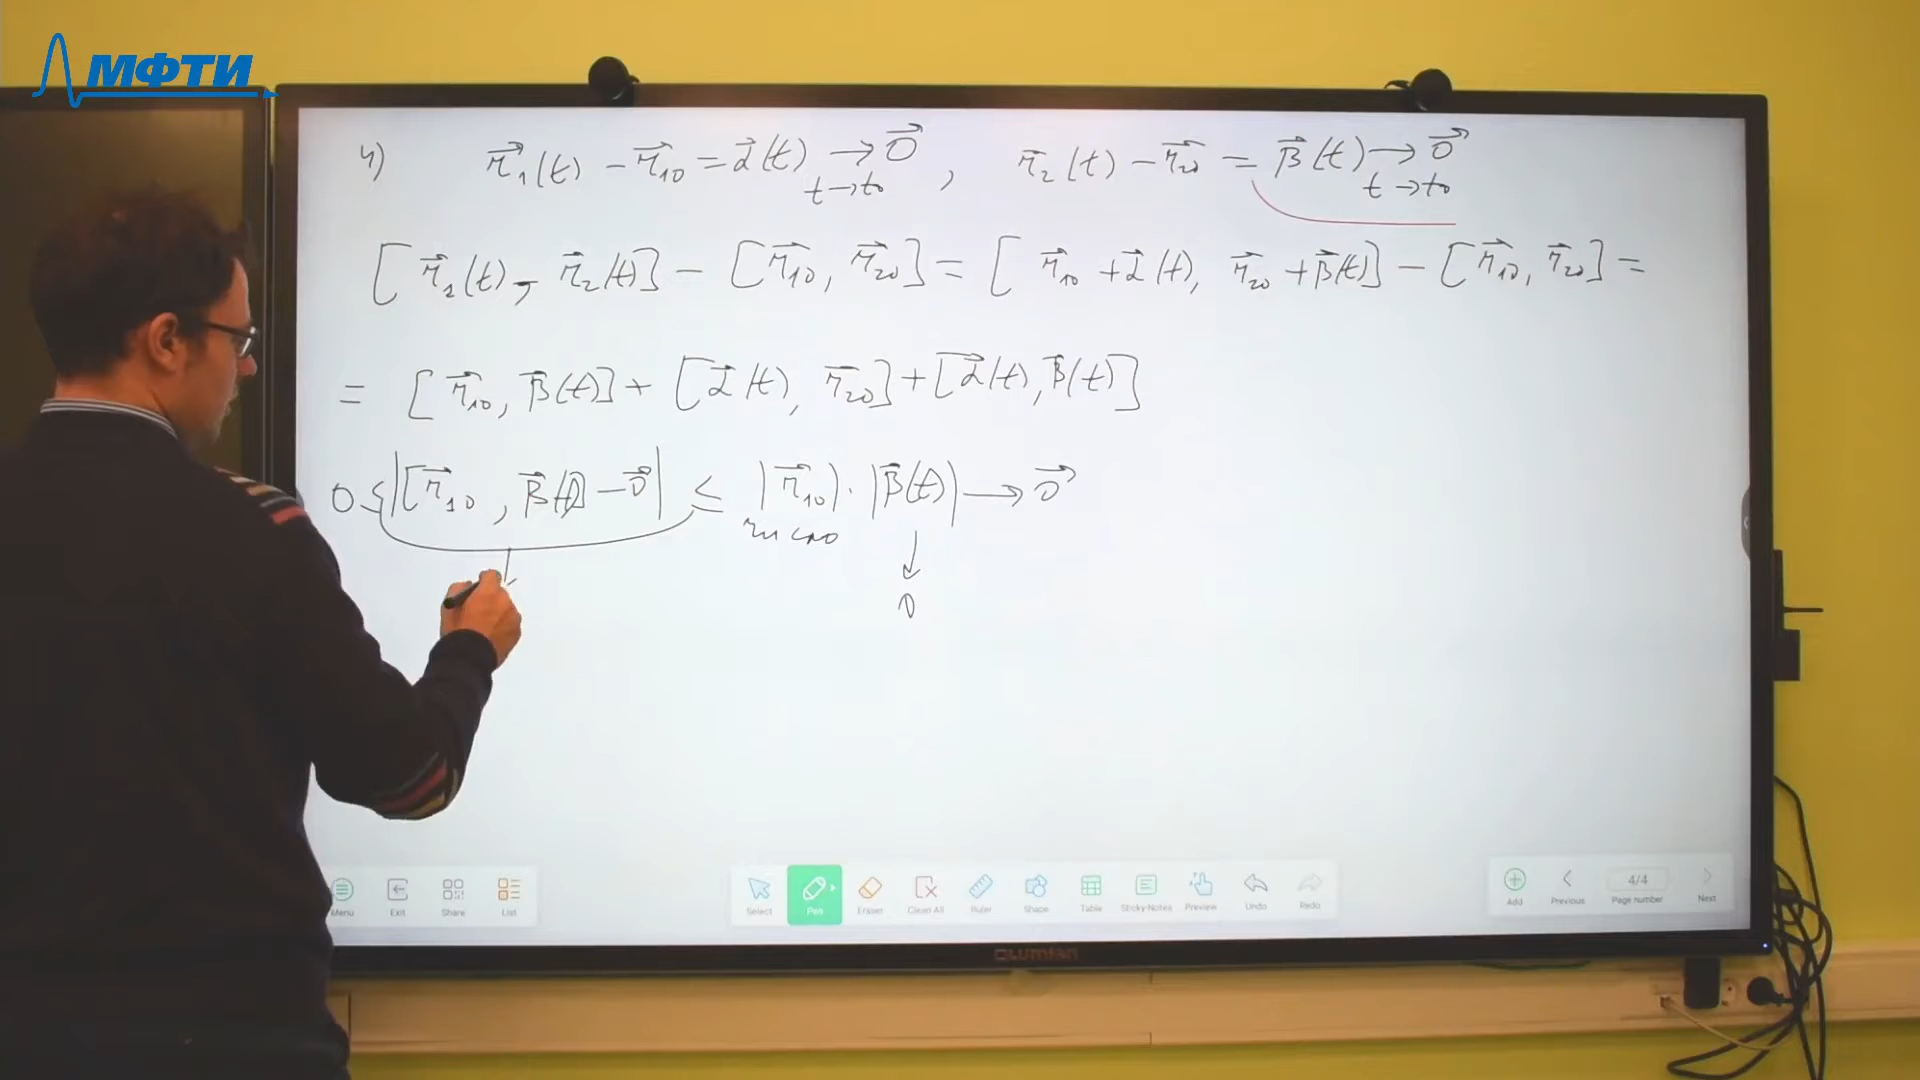 МФТИ
4) r⃗₁(t) − r⃗₁₀ = α⃗(t) → 0⃗ , r⃗₂(t) − r⃗₂₀ = β⃗(t) → 0⃗
t→t₀ t→t₀
[r⃗₁(t), r⃗₂(t)] − [r⃗₁₀, r⃗₂₀] = [r⃗₁₀ + α⃗(t), r⃗₂₀ + β⃗(t)] − [r⃗₁₀, r⃗₂₀] =
= [r⃗₁₀, β⃗(t)] + [α⃗(t), r⃗₂₀] + [α⃗(t), β⃗(t)]
0 ≤ |[r⃗₁₀, β⃗(t)] − 0⃗| ≤ |r⃗₁₀| · |β⃗(t)| → 0⃗
число ↓
↓ 0
Menu Exit Share List Select Pen Eraser Clean All Ruler Shape Table Sticky Notes Preview Undo Redo Add Previous 4/4 Page number Next